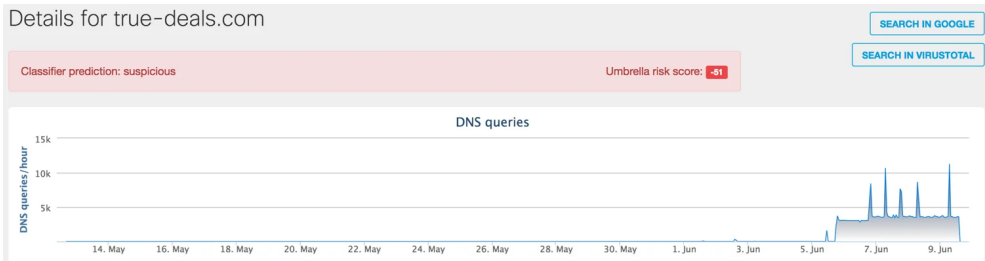 Details for true-deals.com
SEARCH IN GOOGLE
SEARCH IN VIRUSTOTAL
Classifier prediction: suspicious
Umbrella risk score: -51
DNS queries
DNS queries/hour
15k
10k
5k
14. May 16. May 18. May 20. May 22. May 24. May 26. May 28. May 30. May 1. Jun 3. Jun 5. Jun 7. Jun 9. Jun